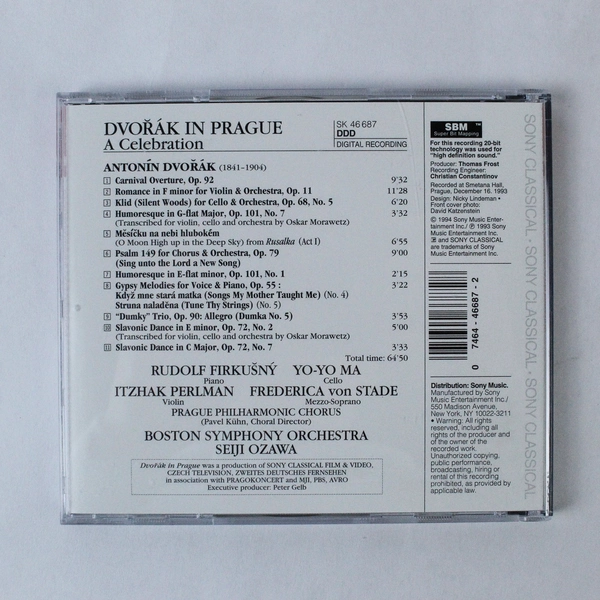 DVOŘÁK IN PRAGUE
A Celebration
SK 46 687
DDD
DIGITAL RECORDING
ANTONÍN DVOŘÁK (1841-1904)
1 Carnival Overture, Op. 92 9'32
2 Romance in F minor for Violin & Orchestra, Op. 11 11'28
3 Klid (Silent Woods) for Cello & Orchestra, Op. 68, No. 5 6'20
4 Humoresque in G-flat Major, Op. 101, No. 7 3'32
(Transcribed for violin, cello and orchestra by Oskar Morawetz)
5 Měsíčku na nebi hlubokém
(O Moon High up in the Deep Sky) from Rusalka (Act I) 6'55
6 Psalm 149 for Chorus & Orchestra, Op. 79 9'00
(Sing unto the Lord a New Song)
7 Humoresque in E-flat minor, Op. 101, No. 1 2'15
8 Gypsy Melodies for Voice & Piano, Op. 55 : 3'22
Když mne stará matka (Songs My Mother Taught Me) (No. 4)
Struna naladěna (Tune Thy Strings) (No. 5)
9 "Dumky" Trio, Op. 90: Allegro (Dumka No. 5) 3'53
10 Slavonic Dance in E minor, Op. 72, No. 2 5'00
(Transcribed for violin, cello and orchestra by Oskar Morawetz)
11 Slavonic Dance in C Major, Op. 72, No. 7 3'33
Total time: 64'50
RUDOLF FIRKUŠNÝ YO-YO MA
Piano Cello
ITZHAK PERLMAN FREDERICA von STADE
Violin Mezzo-Soprano
PRAGUE PHILHARMONIC CHORUS
(Pavel Kühn, Choral Director)
BOSTON SYMPHONY ORCHESTRA
SEIJI OZAWA
Dvořák in Prague was a production of SONY CLASSICAL FILM & VIDEO,
CZECH TELEVISION, ZWEITES DEUTSCHES FERNSEHEN
in association with PRAGOKONCERT and MJI, PBS, AVRO
Executive producer: Peter Gelb
SBM™
Super Bit Mapping
For this recording 20-bit
technology was used for
"high definition sound."
Producer: Thomas Frost
Recording Engineer:
Christian Constantinov
Recorded at Smetana Hall,
Prague, December 16. 1993
Design: Nicky Lindeman •
Front cover photo:
David Katzenstein
© 1994 Sony Music Enter-
tainment Inc./ ℗ 1993 Sony
Music Entertainment Inc.
and SONY CLASSICAL
are trademarks of Sony
Music Entertainment Inc.
0 7464-46687-2
Distribution: Sony Music.
Manufactured by Sony
Music Entertainment Inc./
550 Madison Avenue,
New York, NY 10022-3211
• Warning: All rights
reserved, including all
rights of the producer and
of the owner of the
recorded work.
Unauthorized copying,
public performance,
broadcasting, hiring or
rental of this recording
prohibited, as provided by
applicable law.
SONY CLASSICAL · SONY CLASSICAL · SONY CLASSICAL